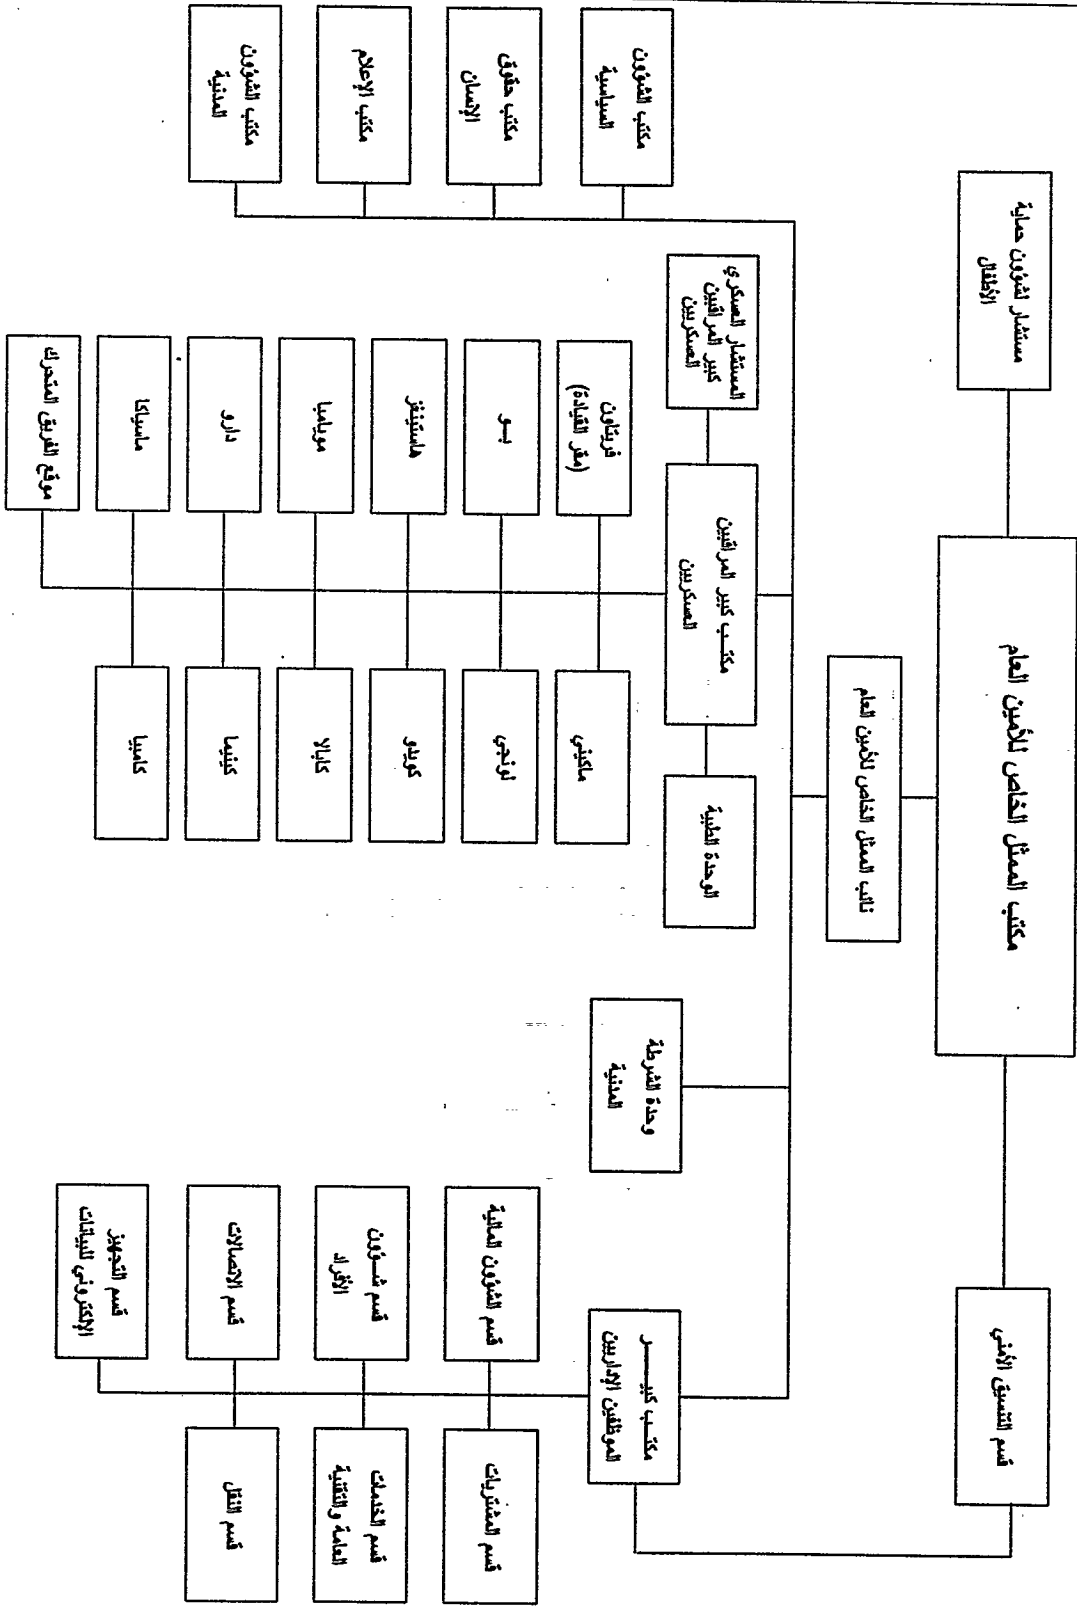 مكتب الممثل الخاص للأمين العام
مستشار لشؤون حماية
الأطفال
قسم التنسيق الأمني
نائب الممثل الخاص للأمين العام
مكتب الشؤون
السياسية
مكتب حقوق
الإنسان
مكتب الإعلام
مكتب الشؤون
المدنية
المستشار العسكري
كبير المراقبين
العسكريين
مكتب كبير المراقبين
العسكريين
الوحدة الطبية
فريتاون
(مقر القيادة)
ماكيني
بو
لونجي
هاستينغز
كويدو
مويامبا
كابالا
دارو
كينيما
ماسياكا
كامبيا
موقع الفريق المتحرك
وحدة الشرطة
المدنية
مكتب كبير
الموظفين الإداريين
قسم الشؤون المالية
قسم المشتريات
قسم شؤون
الأفراد
قسم الخدمات
العامة والتقنية
قسم الاتصالات
قسم النقل
قسم التجهيز
الإلكتروني للبيانات